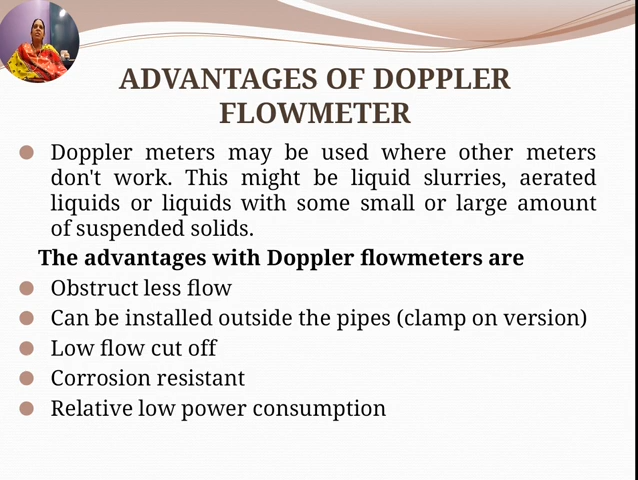 ADVANTAGES OF DOPPLER
FLOWMETER
Doppler meters may be used where other meters
don't work. This might be liquid slurries, aerated
liquids or liquids with some small or large amount
of suspended solids.
The advantages with Doppler flowmeters are
Obstruct less flow
Can be installed outside the pipes (clamp on version)
Low flow cut off
Corrosion resistant
Relative low power consumption